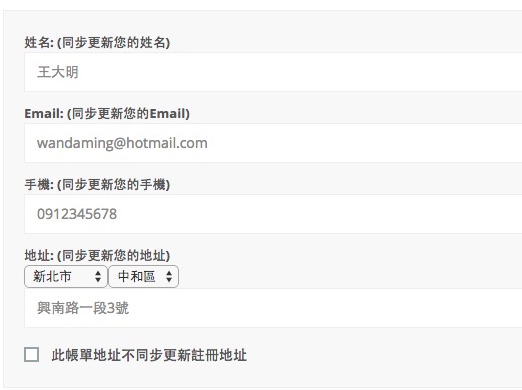 姓名: (同步更新您的姓名)
王大明
Email: (同步更新您的Email)
wandaming@hotmail.com
手機: (同步更新您的手機)
0912345678
地址: (同步更新您的地址)
新北市 中和區
興南路一段3號
此帳單地址不同步更新註冊地址